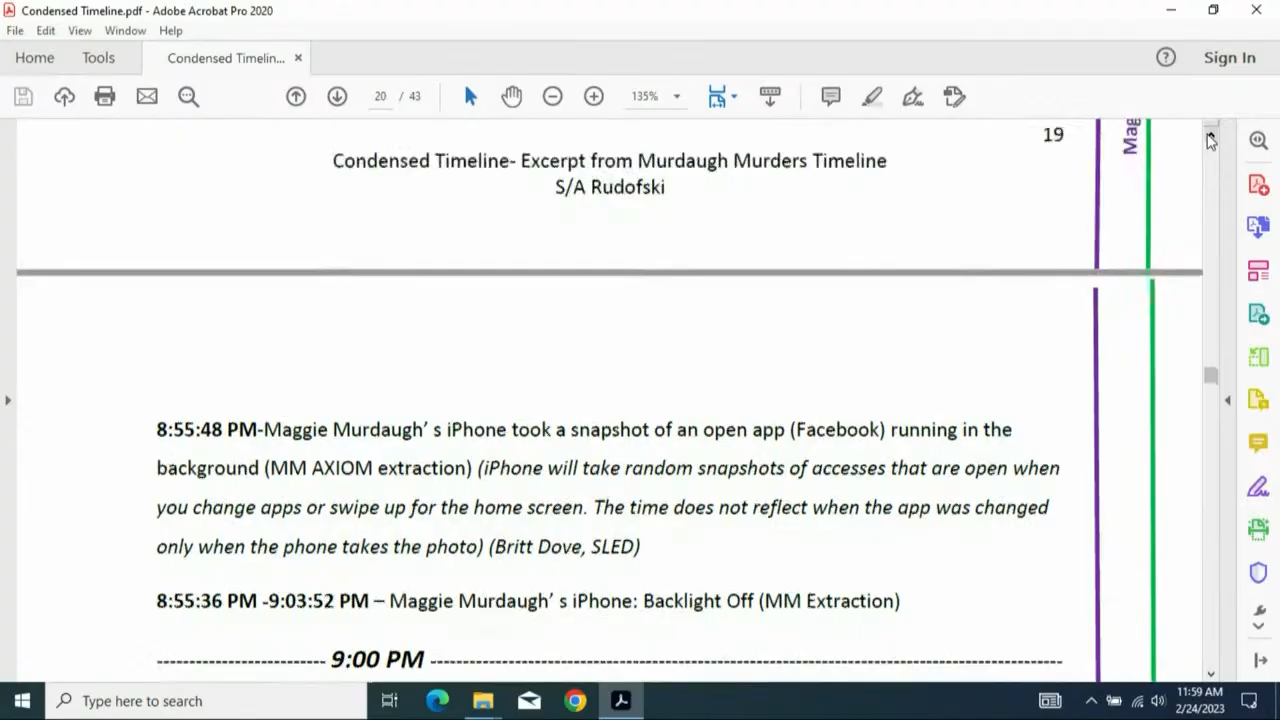 Condensed Timeline.pdf - Adobe Acrobat Pro 2020
File Edit View Window Help
Home Tools Condensed Timelin... ×
Sign In
20 / 43
135%
19
Mag
Condensed Timeline- Excerpt from Murdaugh Murders Timeline
S/A Rudofski
8:55:48 PM-Maggie Murdaugh' s iPhone took a snapshot of an open app (Facebook) running in the
background (MM AXIOM extraction) (iPhone will take random snapshots of accesses that are open when
you change apps or swipe up for the home screen. The time does not reflect when the app was changed
only when the phone takes the photo) (Britt Dove, SLED)
8:55:36 PM -9:03:52 PM – Maggie Murdaugh' s iPhone: Backlight Off (MM Extraction)
-------------------------- 9:00 PM --------------------------
Type here to search
11:59 AM
2/24/2023